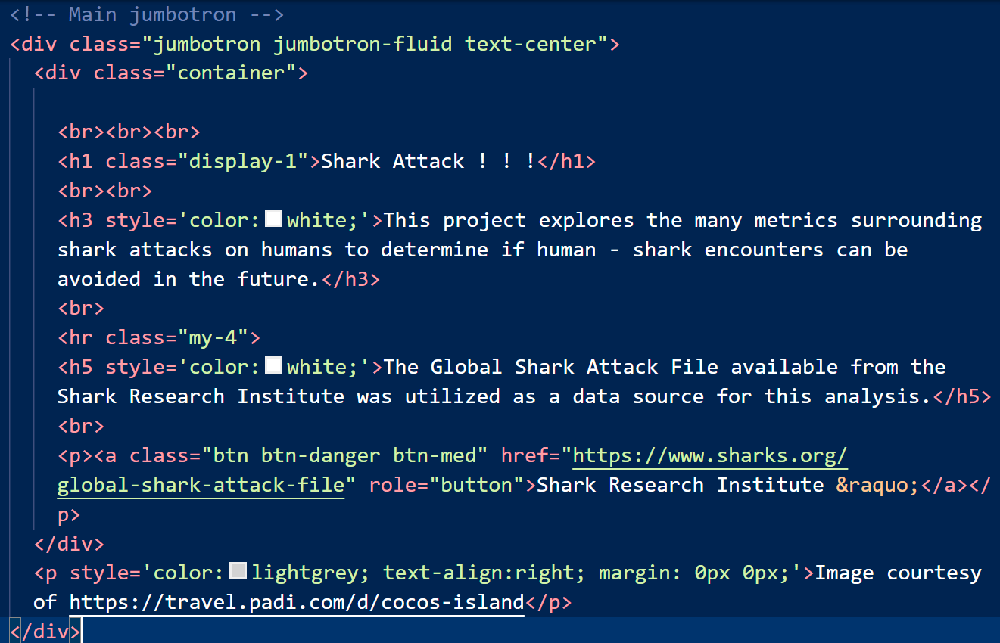 <!-- Main jumbotron -->
<div class="jumbotron jumbotron-fluid text-center">
<div class="container">
<br><br><br>
<h1 class="display-1">Shark Attack ! ! !</h1>
<br><br>
<h3 style='color:white;'>This project explores the many metrics surrounding
shark attacks on humans to determine if human - shark encounters can be
avoided in the future.</h3>
<br>
<hr class="my-4">
<h5 style='color:white;'>The Global Shark Attack File available from the
Shark Research Institute was utilized as a data source for this analysis.</h5>
<br>
<p><a class="btn btn-danger btn-med" href="https://www.sharks.org/
global-shark-attack-file" role="button">Shark Research Institute &raquo;</a></
p>
</div>
<p style='color:lightgrey; text-align:right; margin: 0px 0px;'>Image courtesy
of https://travel.padi.com/d/cocos-island</p>
</div>